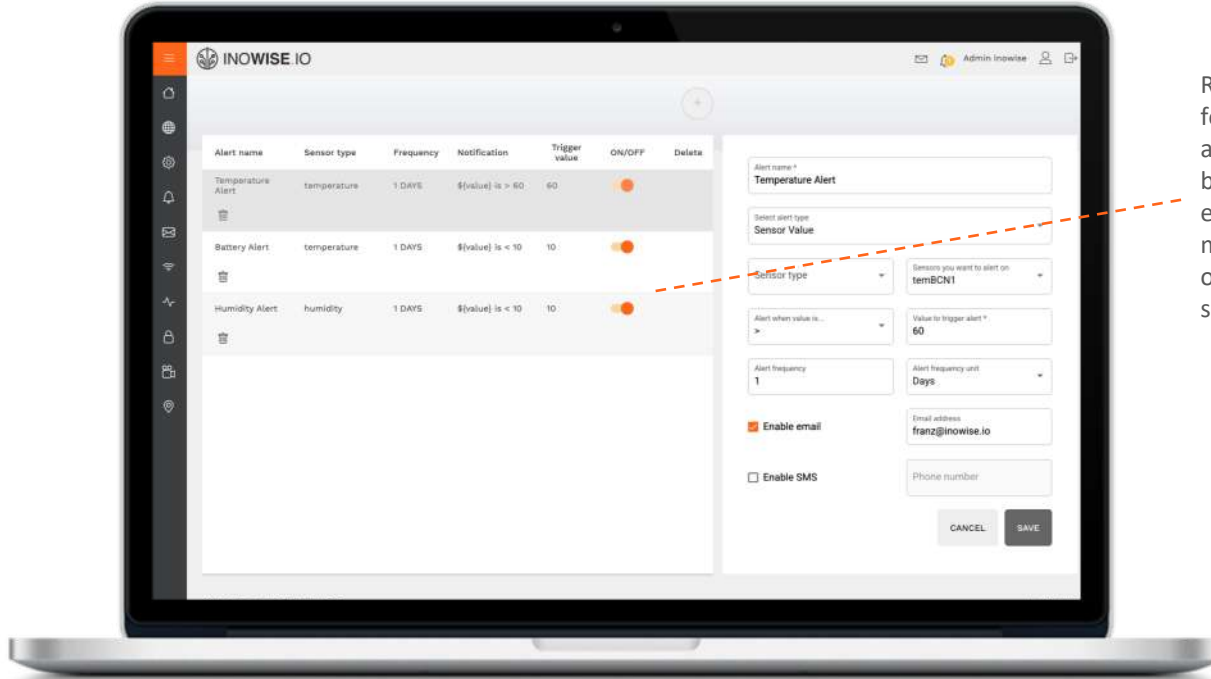 INOWISE.IO
Admin Inowise
Alert name Sensor type Frequency Notification Trigger value ON/OFF Delete
Temperature Alert temperature 1 DAYS ${value} is > 60 60
Battery Alert temperature 1 DAYS ${value} is < 10 10
Humidity Alert humidity 1 DAYS ${value} is < 10 10
Alert name *
Temperature Alert
Select alert type
Sensor Value
Sensor type
Sensors you want to alert on
temBCN1
Alert when value is...
>
Value to trigger alert *
60
Alert frequency
1
Alert frequency unit
Days
Enable email
Email address
franz@inowise.io
Enable SMS
Phone number
CANCEL SAVE